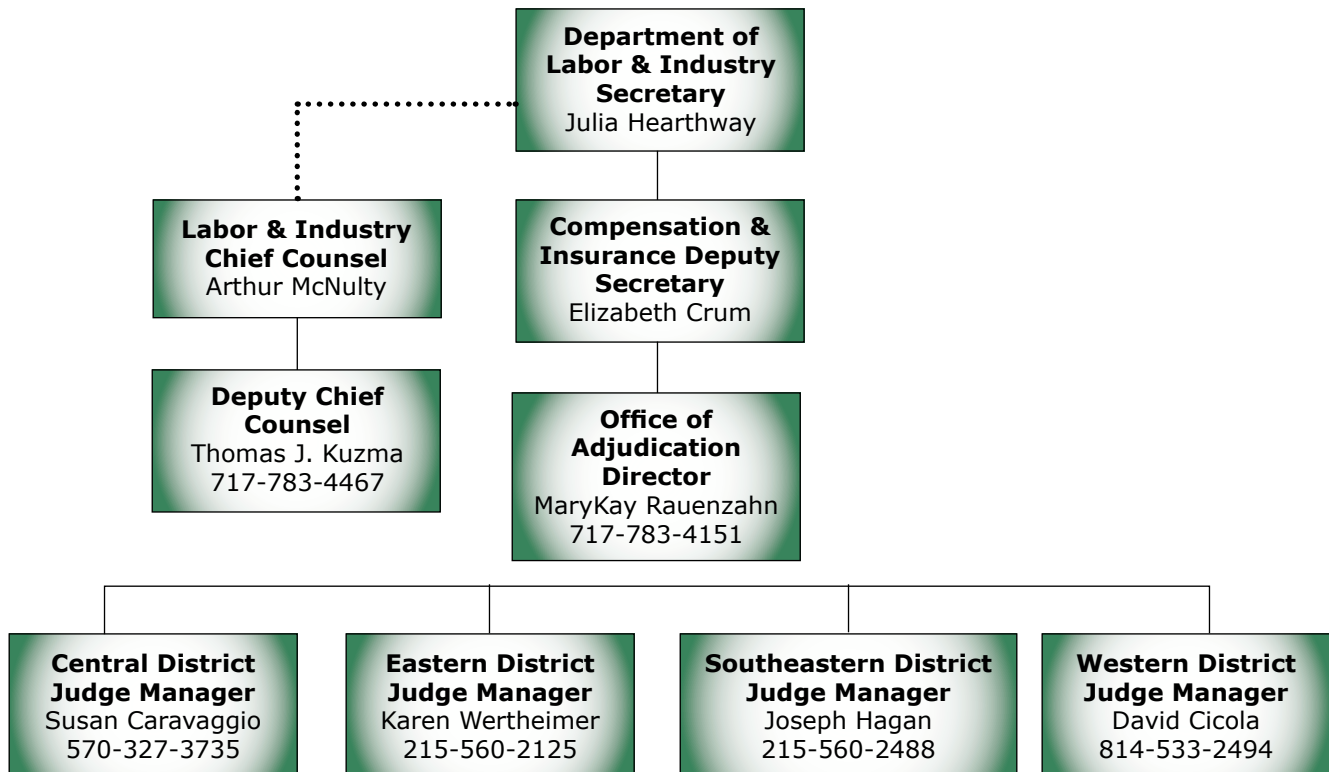 Department of
Labor & Industry
Secretary
Julia Hearthway
Labor & Industry
Chief Counsel
Arthur McNulty
Compensation &
Insurance Deputy
Secretary
Elizabeth Crum
Deputy Chief
Counsel
Thomas J. Kuzma
717-783-4467
Office of
Adjudication
Director
MaryKay Rauenzahn
717-783-4151
Central District
Judge Manager
Susan Caravaggio
570-327-3735
Eastern District
Judge Manager
Karen Wertheimer
215-560-2125
Southeastern District
Judge Manager
Joseph Hagan
215-560-2488
Western District
Judge Manager
David Cicola
814-533-2494